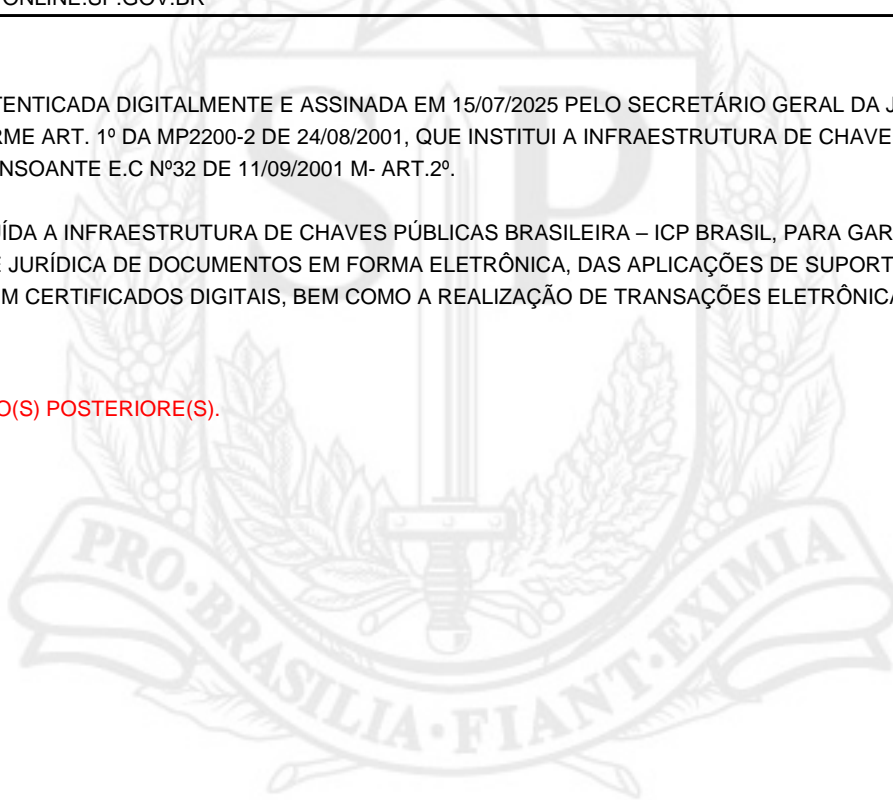 ONLINE.SP.GOV.BR
TENTICADA DIGITALMENTE E ASSINADA EM 15/07/2025 PELO SECRETÁRIO GERAL DA J
RME ART. 1º DA MP2200-2 DE 24/08/2001, QUE INSTITUI A INFRAESTRUTURA DE CHAVE
NSOANTE E.C Nº32 DE 11/09/2001 M- ART.2º.
UÍDA A INFRAESTRUTURA DE CHAVES PÚBLICAS BRASILEIRA – ICP BRASIL, PARA GAR
E JURÍDICA DE DOCUMENTOS EM FORMA ELETRÔNICA, DAS APLICAÇÕES DE SUPORT
M CERTIFICADOS DIGITAIS, BEM COMO A REALIZAÇÃO DE TRANSAÇÕES ELETRÔNICA
O(S) POSTERIORE(S).
SP
PRO·BRASILIA·FIANT·EXIMIA